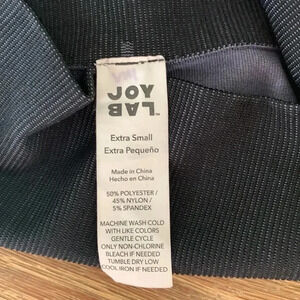 JOY
LAB™
Extra Small
Extra Pequeño
Made in China
Hecho en China
50% POLYESTER /
45% NYLON /
5% SPANDEX
MACHINE WASH COLD
WITH LIKE COLORS
GENTLE CYCLE
ONLY NON-CHLORINE
BLEACH IF NEEDED
TUMBLE DRY LOW
COOL IRON IF NEEDED